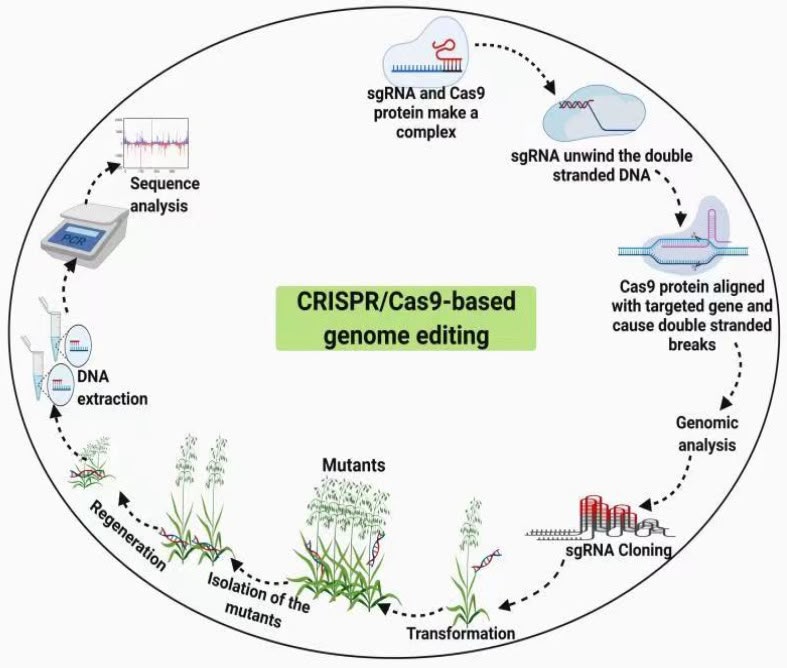 sgRNA and Cas9
protein make a
complex
sgRNA unwind the double
stranded DNA
Cas9 protein aligned
with targeted gene and
cause double stranded
breaks
Genomic
analysis
sgRNA Cloning
Transformation
Mutants
Isolation of the
mutants
Regeneration
DNA
extraction
PCR
Sequence
analysis
CRISPR/Cas9-based
genome editing